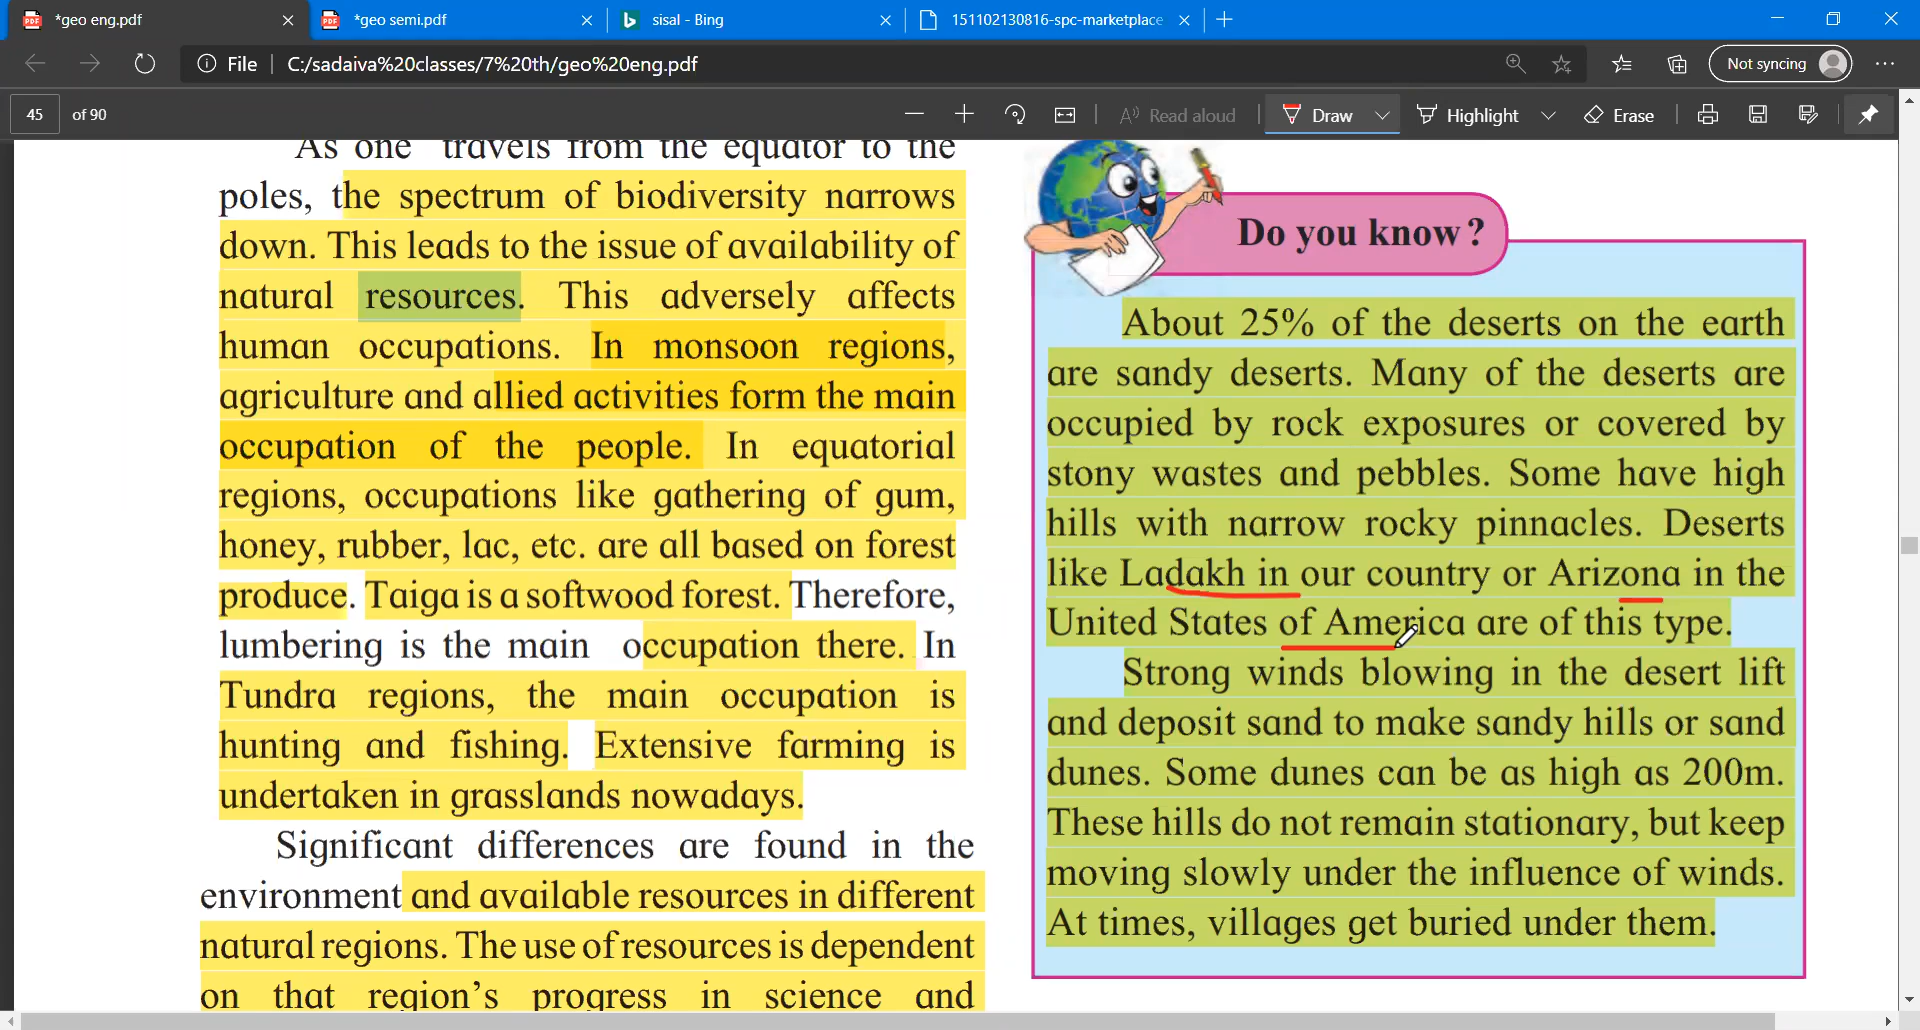 *geo eng.pdf
*geo semi.pdf
sisal - Bing
151102130816-spc-marketplace
File
C:/sadaiva%20classes/7%20th/geo%20eng.pdf
Not syncing
45 of 90
Read aloud
Draw
Highlight
Erase
As one travels from the equator to the
poles, the spectrum of biodiversity narrows
down. This leads to the issue of availability of
natural resources. This adversely affects
human occupations. In monsoon regions,
agriculture and allied activities form the main
occupation of the people. In equatorial
regions, occupations like gathering of gum,
honey, rubber, lac, etc. are all based on forest
produce. Taiga is a softwood forest. Therefore,
lumbering is the main occupation there. In
Tundra regions, the main occupation is
hunting and fishing. Extensive farming is
undertaken in grasslands nowadays.
Significant differences are found in the
environment and available resources in different
natural regions. The use of resources is dependent
on that region's progress in science and
Do you know ?
About 25% of the deserts on the earth
are sandy deserts. Many of the deserts are
occupied by rock exposures or covered by
stony wastes and pebbles. Some have high
hills with narrow rocky pinnacles. Deserts
like Ladakh in our country or Arizona in the
United States of America are of this type.
Strong winds blowing in the desert lift
and deposit sand to make sandy hills or sand
dunes. Some dunes can be as high as 200m.
These hills do not remain stationary, but keep
moving slowly under the influence of winds.
At times, villages get buried under them.